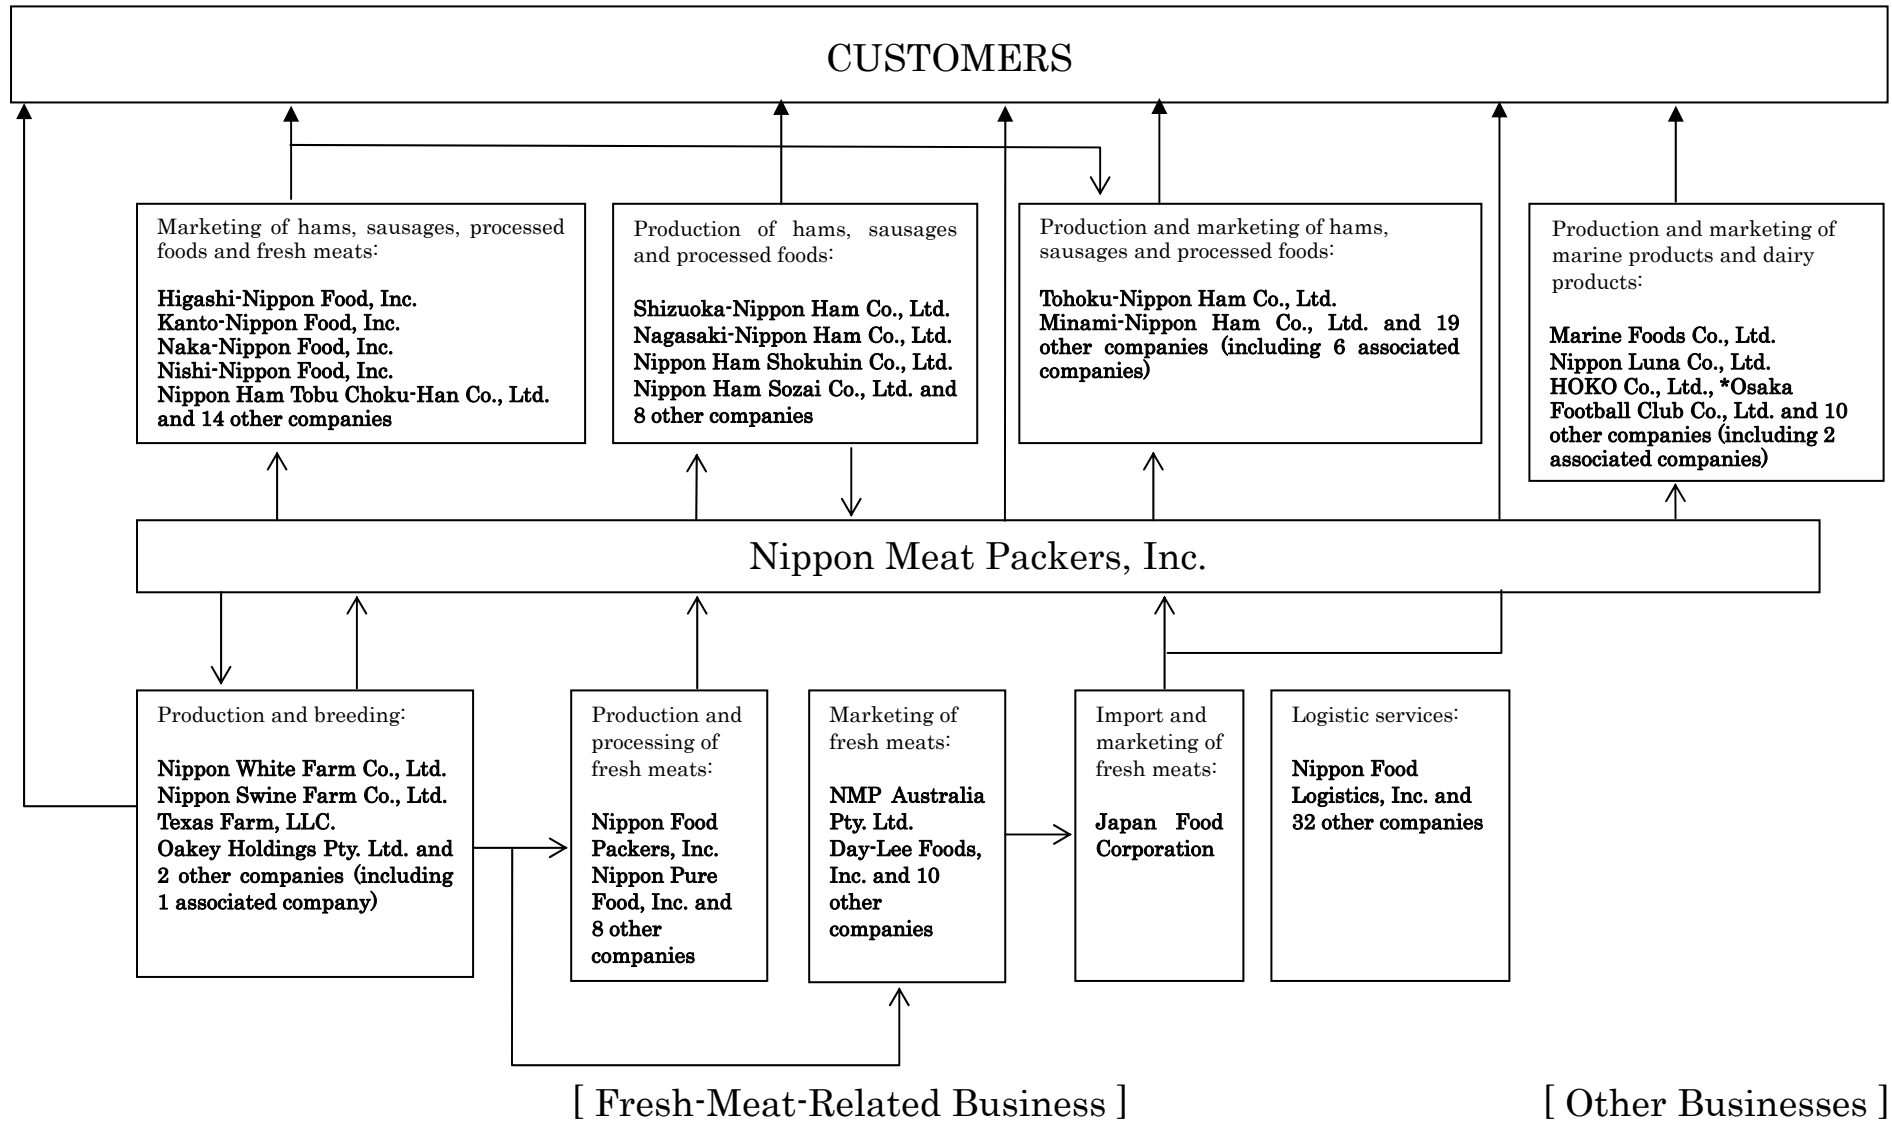 CUSTOMERS
Marketing of hams, sausages, processed
foods and fresh meats:
Higashi-Nippon Food, Inc.
Kanto-Nippon Food, Inc.
Naka-Nippon Food, Inc.
Nishi-Nippon Food, Inc.
Nippon Ham Tobu Choku-Han Co., Ltd.
and 14 other companies
Production of hams, sausages
and processed foods:
Shizuoka-Nippon Ham Co., Ltd.
Nagasaki-Nippon Ham Co., Ltd.
Nippon Ham Shokuhin Co., Ltd.
Nippon Ham Sozai Co., Ltd. and
8 other companies
Production and marketing of hams,
sausages and processed foods:
Tohoku-Nippon Ham Co., Ltd.
Minami-Nippon Ham Co., Ltd. and 19
other companies (including 6 associated
companies)
Production and marketing of
marine products and dairy
products:
Marine Foods Co., Ltd.
Nippon Luna Co., Ltd.
HOKO Co., Ltd., *Osaka
Football Club Co., Ltd. and 10
other companies (including 2
associated companies)
Nippon Meat Packers, Inc.
Production and breeding:
Nippon White Farm Co., Ltd.
Nippon Swine Farm Co., Ltd.
Texas Farm, LLC.
Oakey Holdings Pty. Ltd. and
2 other companies (including
1 associated company)
Production and
processing of
fresh meats:
Nippon Food
Packers, Inc.
Nippon Pure
Food, Inc. and
8 other
companies
Marketing of
fresh meats:
NMP Australia
Pty. Ltd.
Day-Lee Foods,
Inc. and 10
other
companies
Import and
marketing of
fresh meats:
Japan Food
Corporation
Logistic services:
Nippon Food
Logistics, Inc. and
32 other companies
[ Fresh-Meat-Related Business ]
[ Other Businesses ]